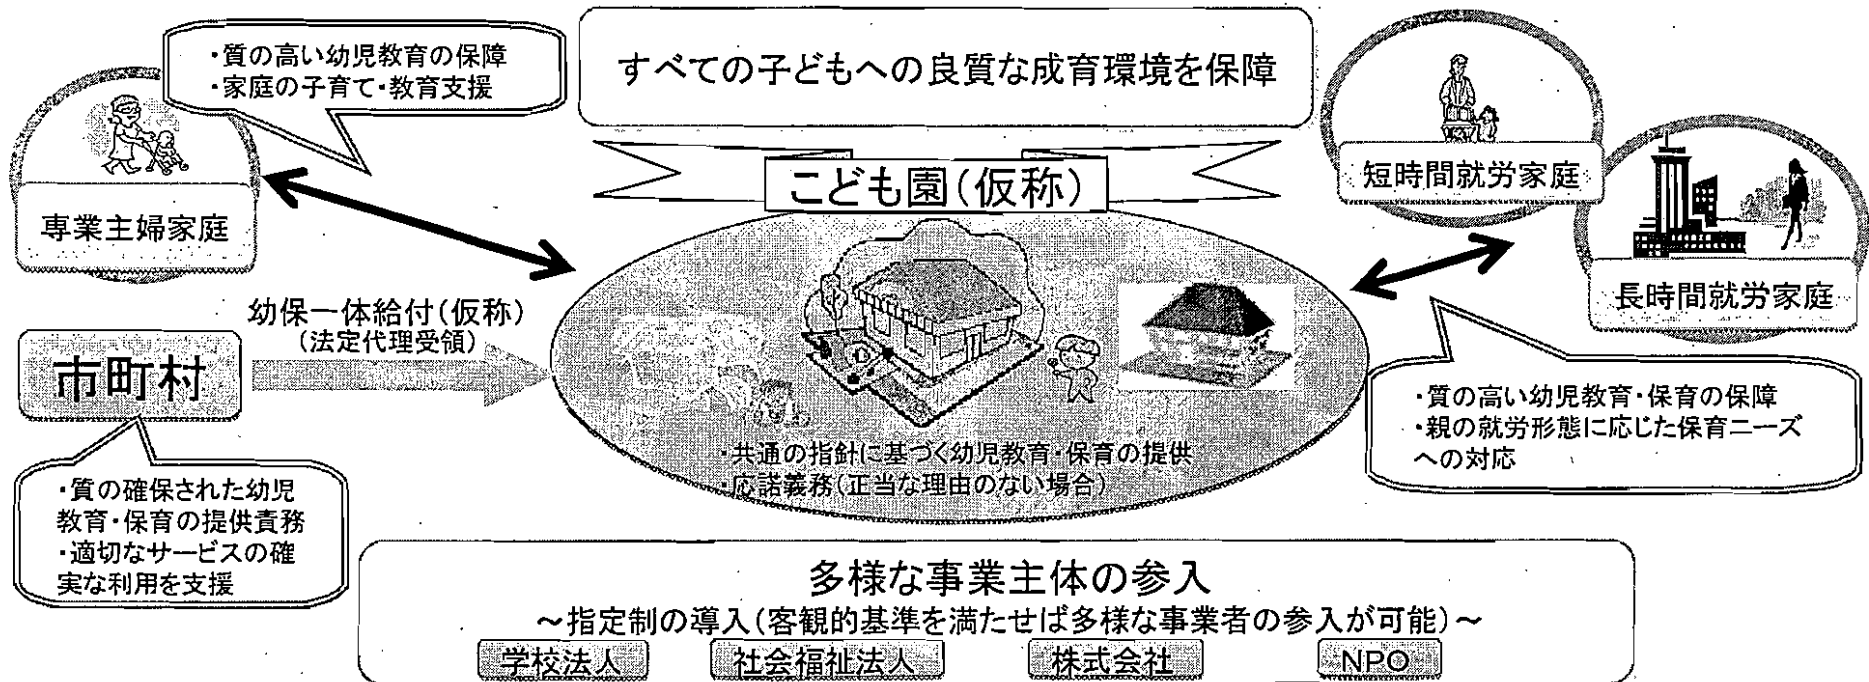 ・質の高い幼児教育の保障
・家庭の子育て・教育支援
すべての子どもへの良質な成育環境を保障
こども園(仮称)
専業主婦家庭
短時間就労家庭
長時間就労家庭
幼保一体給付(仮称)
(法定代理受領)
市町村
・質の高い幼児教育・保育の保障
・親の就労形態に応じた保育ニーズ
への対応
・共通の指針に基づく幼児教育・保育の提供
・応諾義務(正当な理由のない場合)
・質の確保された幼児
教育・保育の提供責務
・適切なサービスの確
実な利用を支援
多様な事業主体の参入
～指定制の導入(客観的基準を満たせば多様な事業者の参入が可能)～
学校法人
社会福祉法人
株式会社
NPO